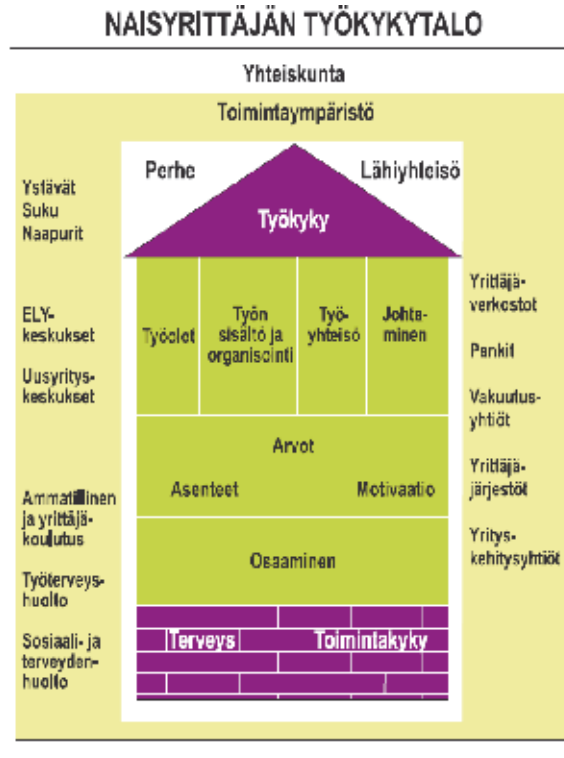 NAISYRITTÄJÄN TYÖKYKYTALO
Yhteiskunta
Toimintaympäristö
Perhe
Lähiyhteisö
Ystävät
Suku
Naapurit
Työkyky
ELY-
keskukset
Uusyritys-
keskukset
Työolot
Työn
sisältö ja
organisointi
Työ-
yhteisö
Johta-
minen
Yrittäjä-
verkostot
Pankit
Vakuutus-
yhtiöt
Arvot
Asenteet
Motivaatio
Osaaminen
Ammatillinen
ja yrittäjä-
koulutus
Työterveys-
huolto
Sosiaali- ja
terveyden-
huolto
Yrittäjä-
järjestöt
Yritys-
kehitysyhtiöt
Terveys
Toimintakyky